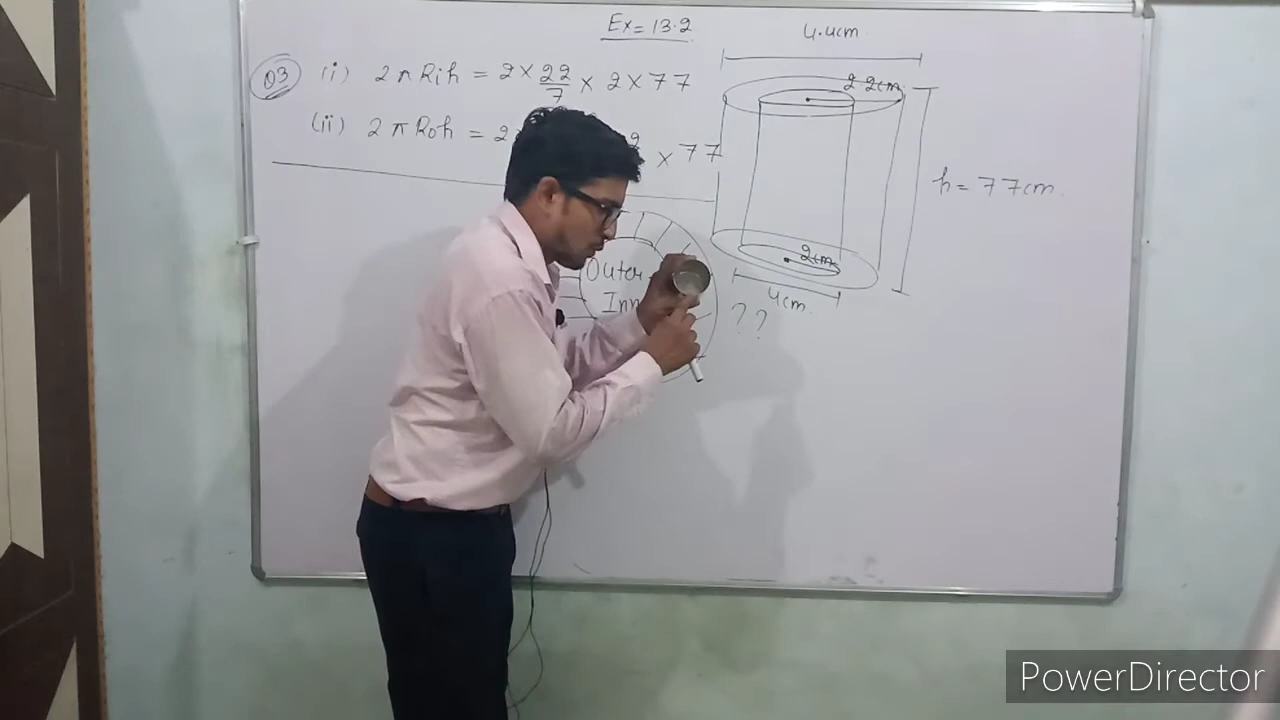 Ex = 13.2
Q3 (i) 2πRih = 2 × 22/7 × 2 × 77
(ii) 2πRoh = 2
× 77
4.4cm
2.2cm
h = 77cm
2cm
4cm
??
Outer
Inn
PowerDirector